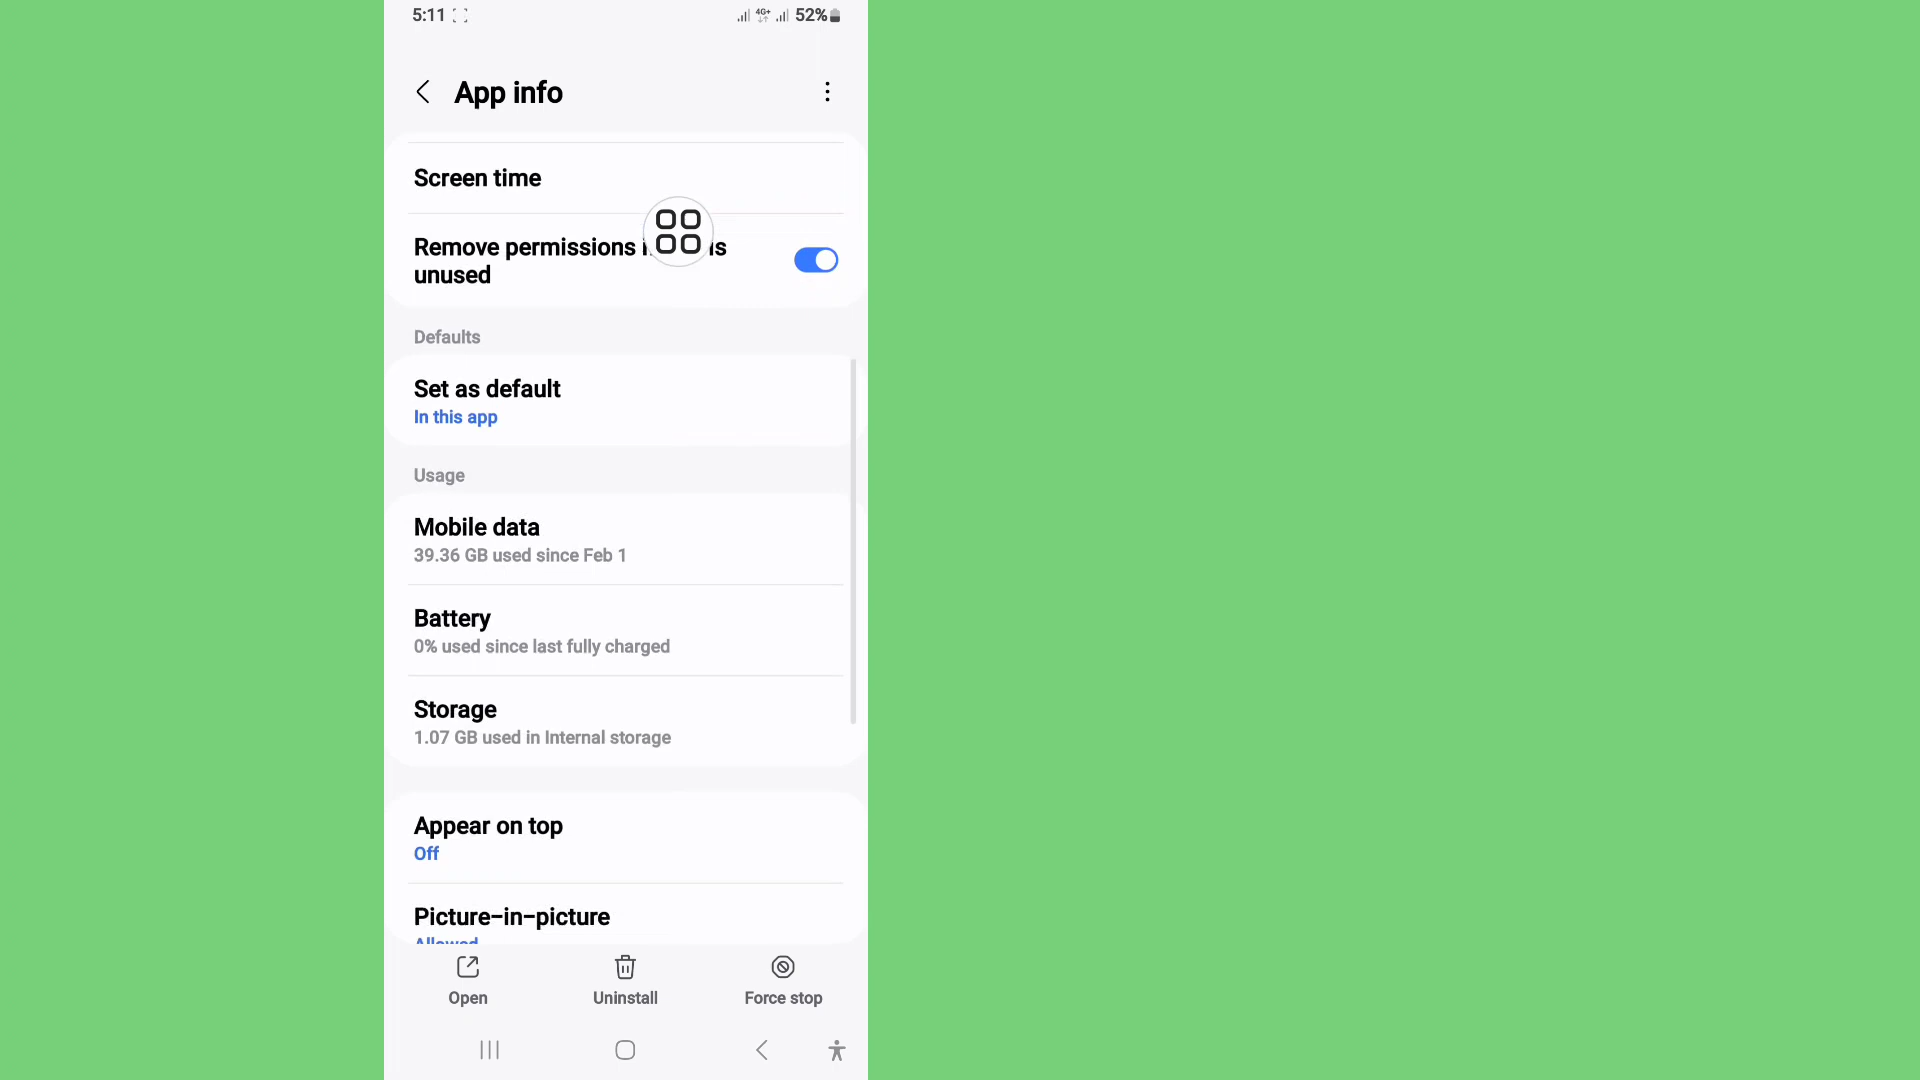 5:11
4G+ 52%
App info
Screen time
Remove permissions is
unused
Defaults
Set as default
In this app
Usage
Mobile data
39.36 GB used since Feb 1
Battery
0% used since last fully charged
Storage
1.07 GB used in Internal storage
Appear on top
Off
Picture-in-picture
Allowed
Open Uninstall Force stop